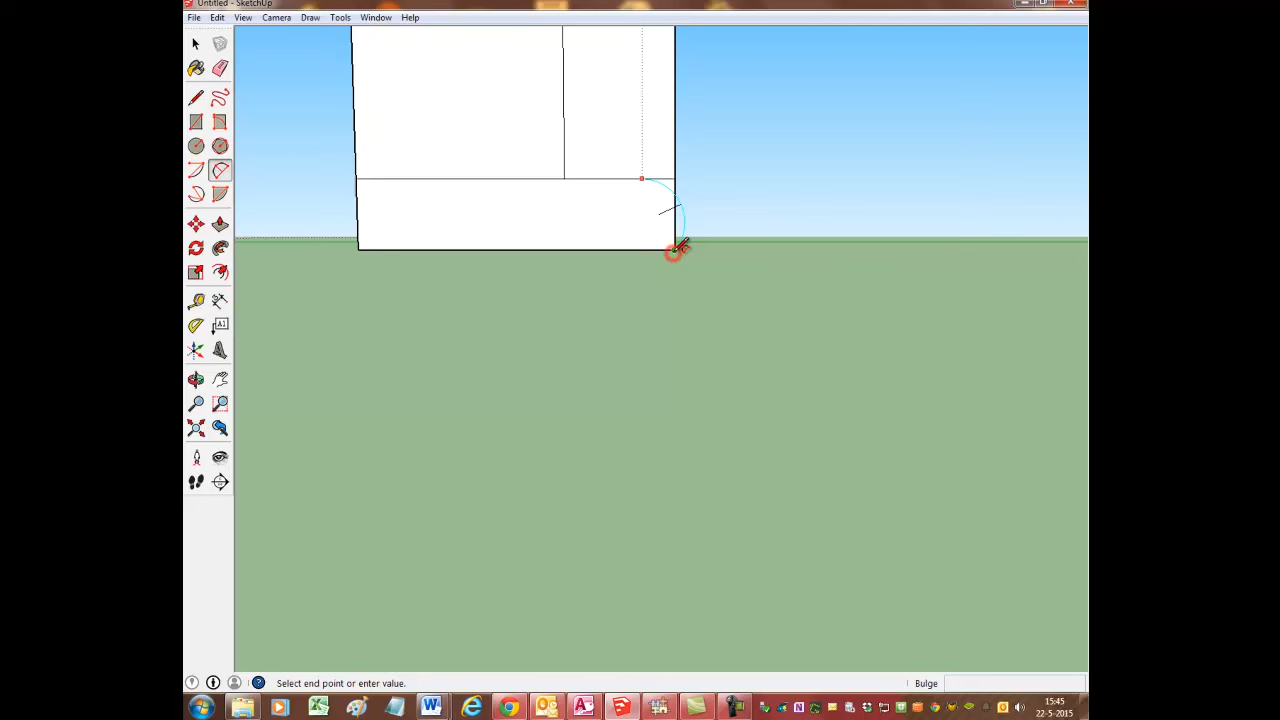 Untitled - SketchUp
File Edit View Camera Draw Tools Window Help
A1
Select end point or enter value.
Bulge
15:45
22-5-2015